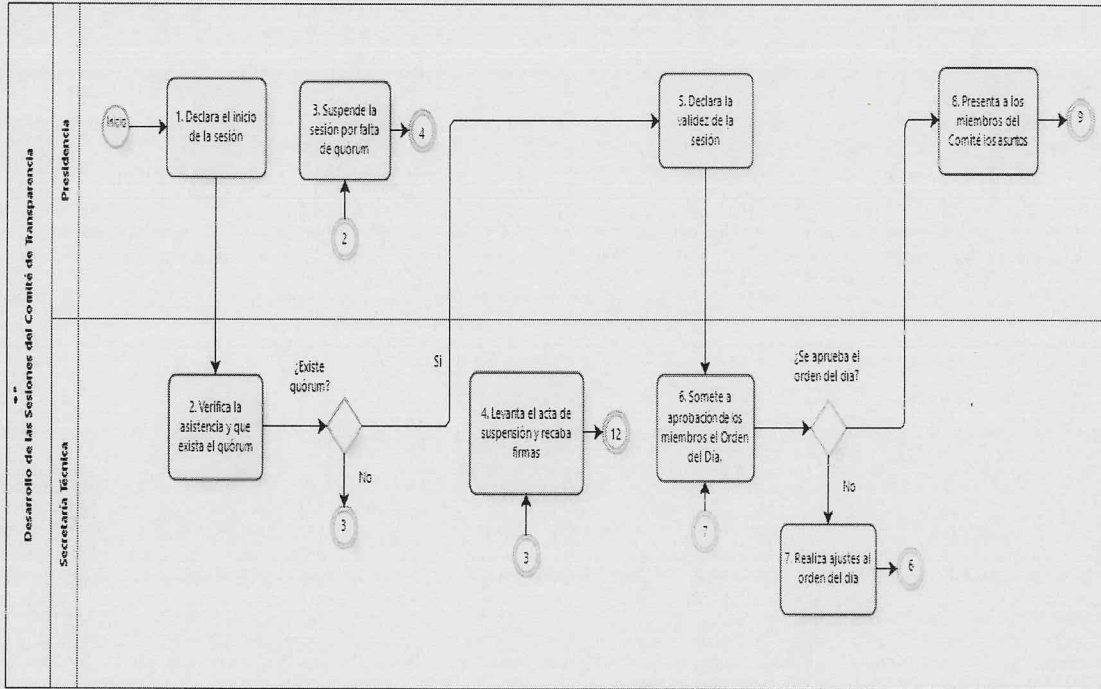 Desarrollo de las Sesiones del Comité de Transparencia
Presidencia
Inicio
1. Declara el inicio
de la sesión
3. Suspende la
sesión por falta
de quórum
4
2
5. Declara la
validez de la
sesión
8. Presenta a los
miembros del
Comité los asuntos
9
Secretaría Técnica
2. Verifica la
asistencia y que
exista el quórum
¿Existe
quórum?
Si
No
3
4. Levanta el acta de
suspensión y recaba
firmas
12
3
6. Somete a
aprobación de los
miembros el Orden
del Día.
7
¿Se aprueba el
orden del día?
No
7. Realiza ajustes al
orden del día
6